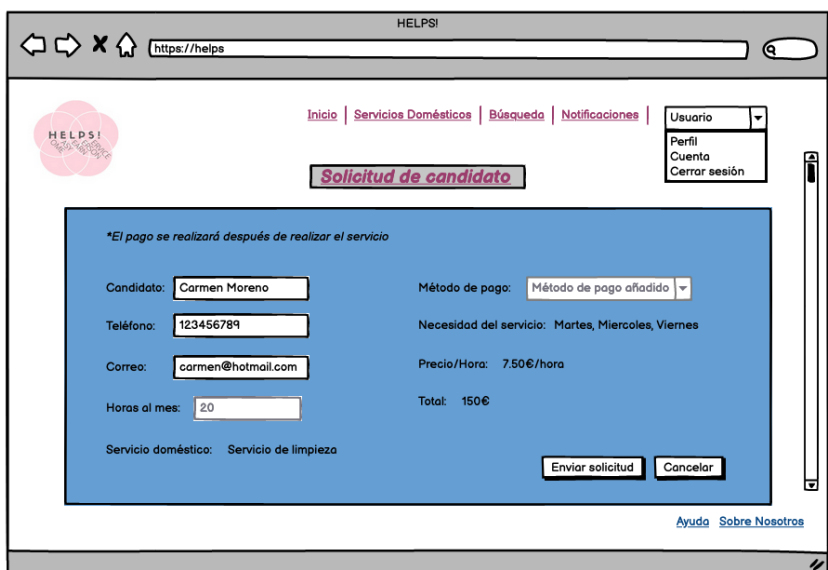 HELPS!
https://helps
Inicio Servicios Domésticos Búsqueda Notificaciones Usuario
Perfil
Cuenta
Cerrar sesión
HELPS!
Solicitud de candidato
*El pago se realizará después de realizar el servicio
Candidato: Carmen Moreno Método de pago: Método de pago añadido
Teléfono: 123456789 Necesidad del servicio: Martes, Miercoles, Viernes
Correo: carmen@hotmail.com Precio/Hora: 7.50€/hora
Horas al mes: 20 Total: 150€
Servicio doméstico: Servicio de limpieza
Enviar solicitud Cancelar
Ayuda Sobre Nosotros